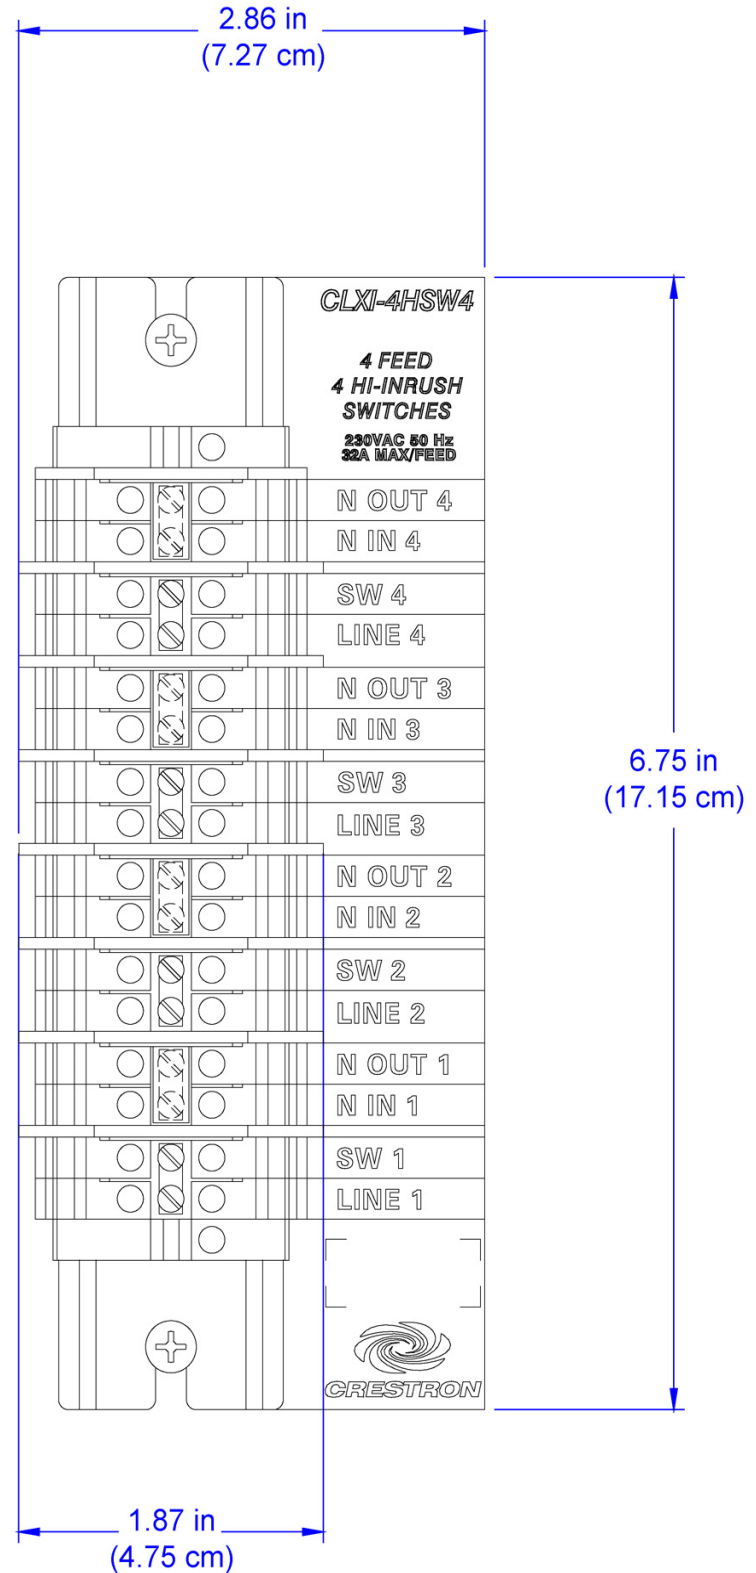 2.86 in
(7.27 cm)
CLXI-4HSW4
4 FEED
4 HI-INRUSH
SWITCHES
230VAC 50 Hz
32A MAX/FEED
N OUT 4
N IN 4
SW 4
LINE 4
N OUT 3
N IN 3
SW 3
LINE 3
6.75 in
(17.15 cm)
N OUT 2
N IN 2
SW 2
LINE 2
N OUT 1
N IN 1
SW 1
LINE 1
CRESTRON
1.87 in
(4.75 cm)